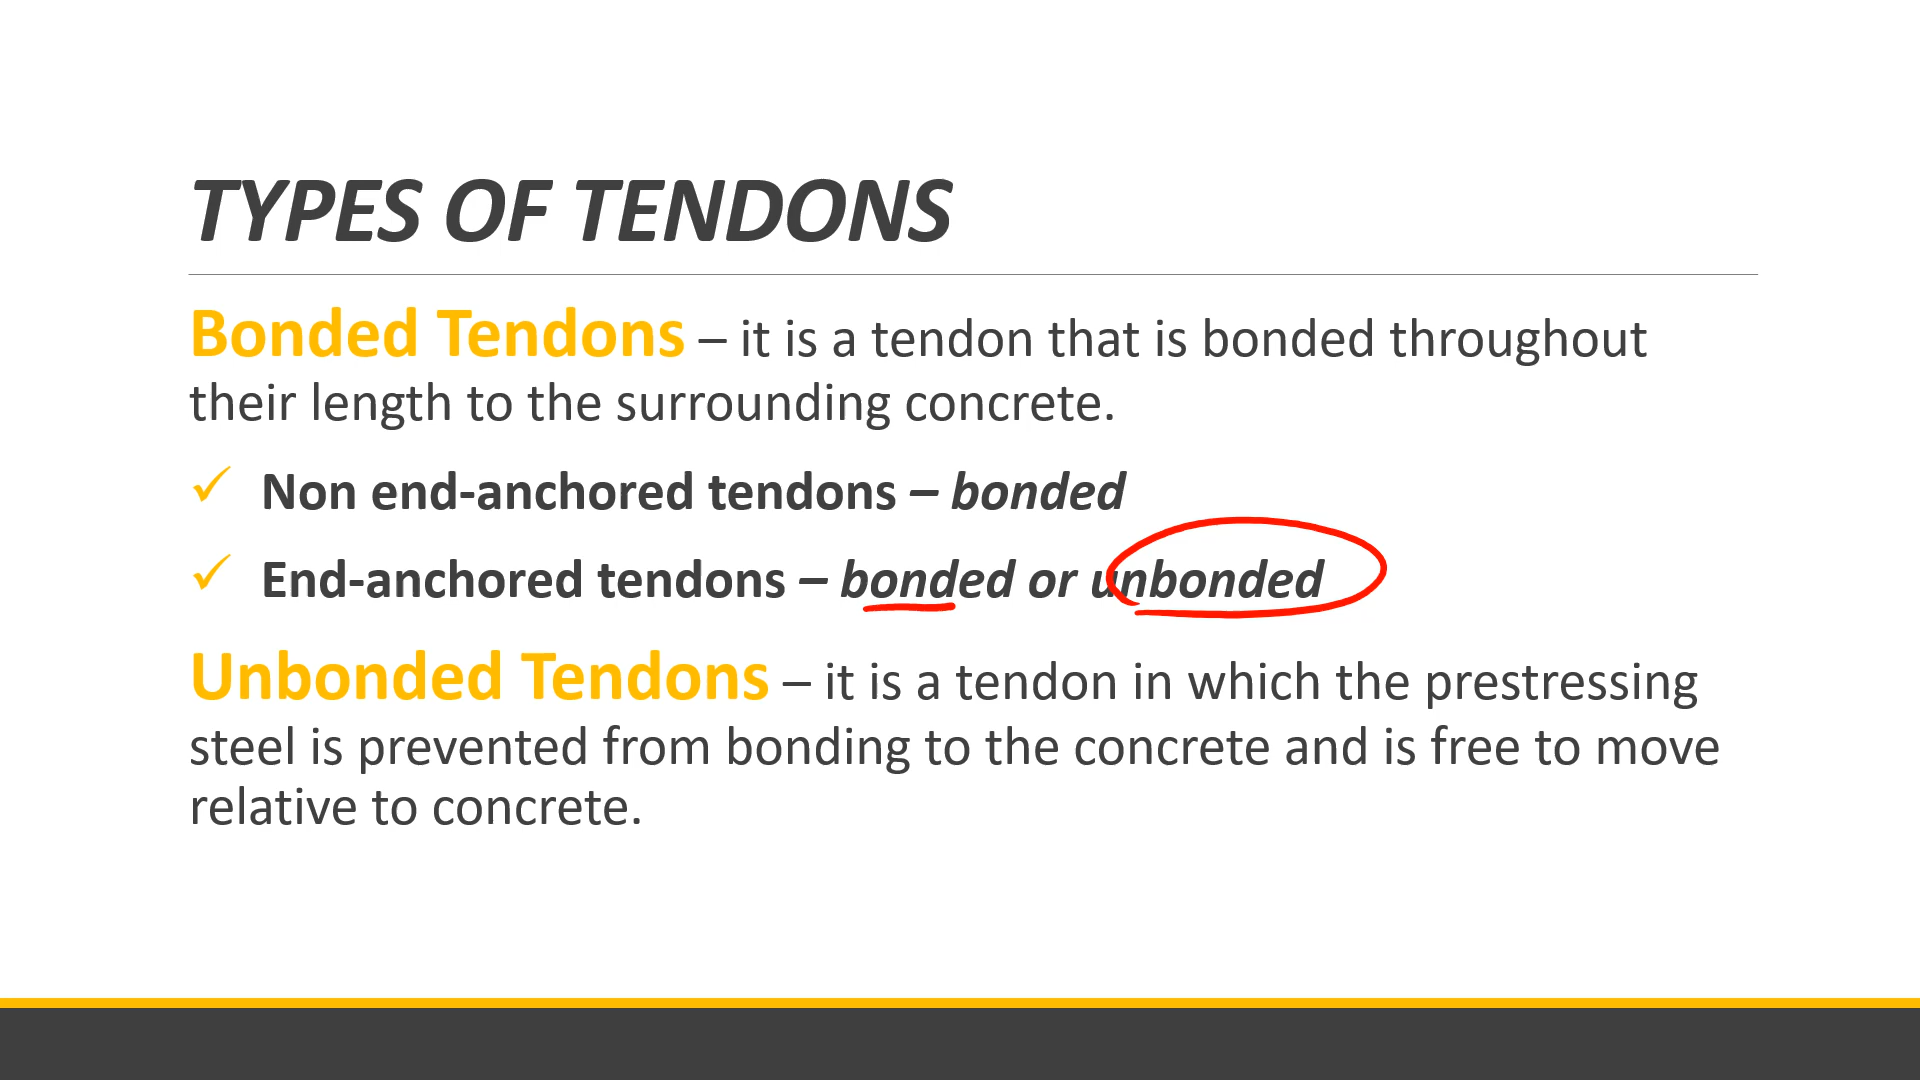 TYPES OF TENDONS
Bonded Tendons – it is a tendon that is bonded throughout
their length to the surrounding concrete.
✓ Non end-anchored tendons – bonded
✓ End-anchored tendons – bonded or unbonded
Unbonded Tendons – it is a tendon in which the prestressing
steel is prevented from bonding to the concrete and is free to move
relative to concrete.